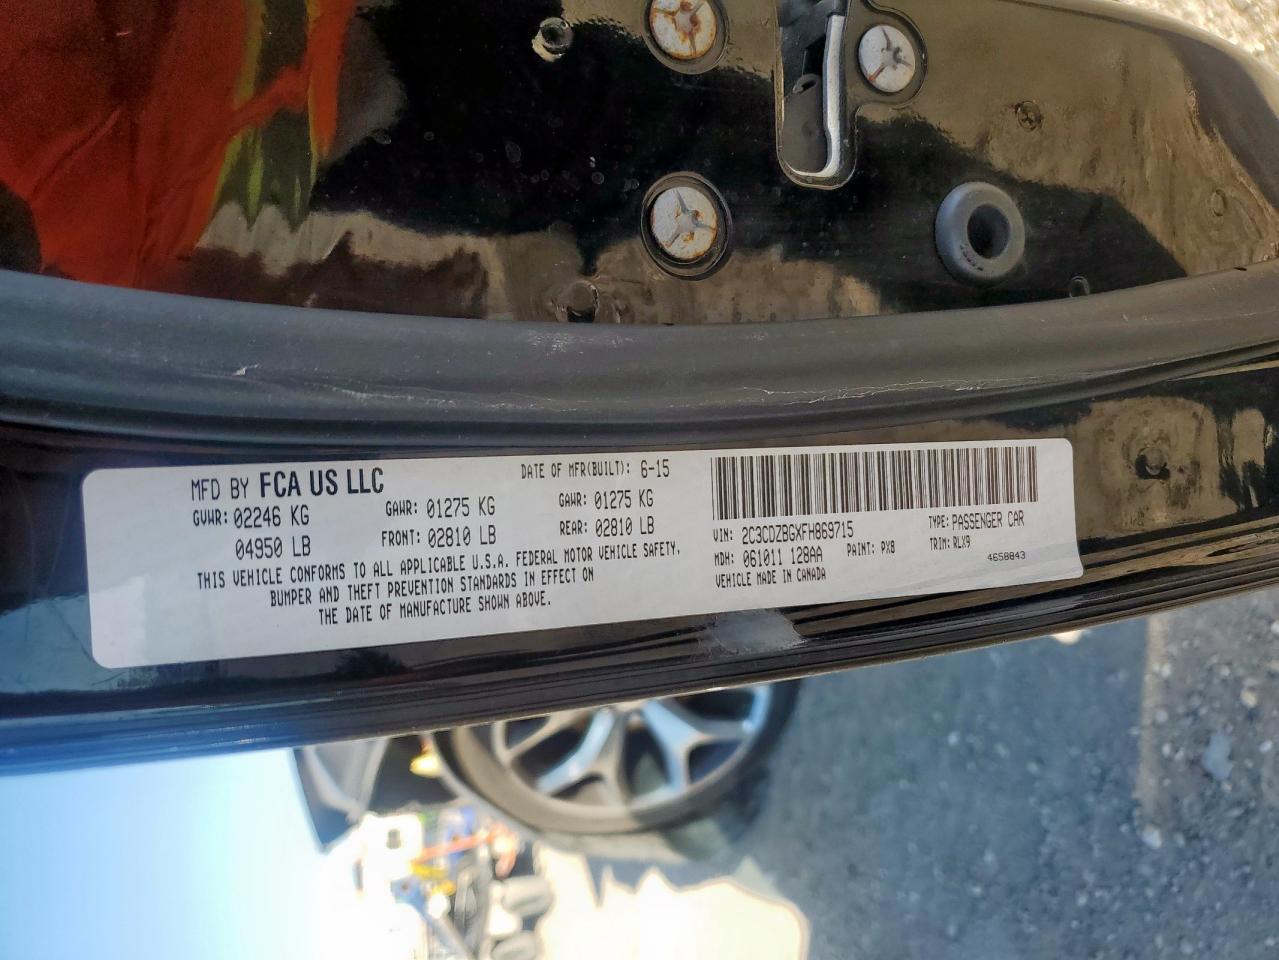 MFD BY FCA US LLC
DATE OF MFR(BUILT): 6-15
GVWR: 02246 KG
04950 LB
GAWR: 01275 KG
FRONT: 02810 LB
GAWR: 01275 KG
REAR: 02810 LB
THIS VEHICLE CONFORMS TO ALL APPLICABLE U.S.A. FEDERAL MOTOR VEHICLE SAFETY,
BUMPER AND THEFT PREVENTION STANDARDS IN EFFECT ON
THE DATE OF MANUFACTURE SHOWN ABOVE.
VIN: 2C3CDZBGXFH869715
TYPE: PASSENGER CAR
MDH: 061011 128AA
PAINT: PX8
TRIM: RLX9
VEHICLE MADE IN CANADA
4658843